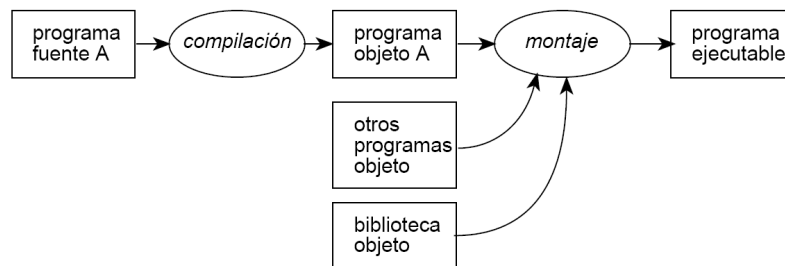 programa
fuente A
compilación
programa
objeto A
montaje
programa
ejecutable
otros
programas
objeto
biblioteca
objeto